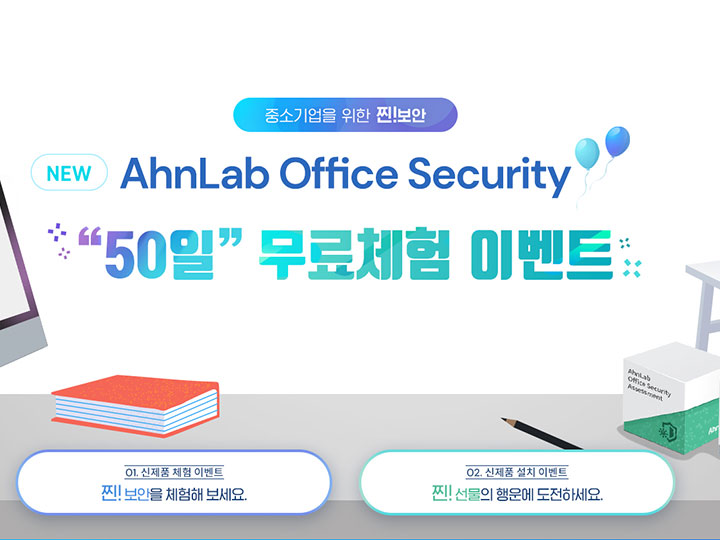 중소기업을 위한 찐!보안
NEW AhnLab Office Security
“50일” 무료체험 이벤트
AhnLab
Office Security
Assessment
01. 신제품 체험 이벤트
찐! 보안을 체험해 보세요.
02. 신제품 설치 이벤트
찐! 선물의 행운에 도전하세요.